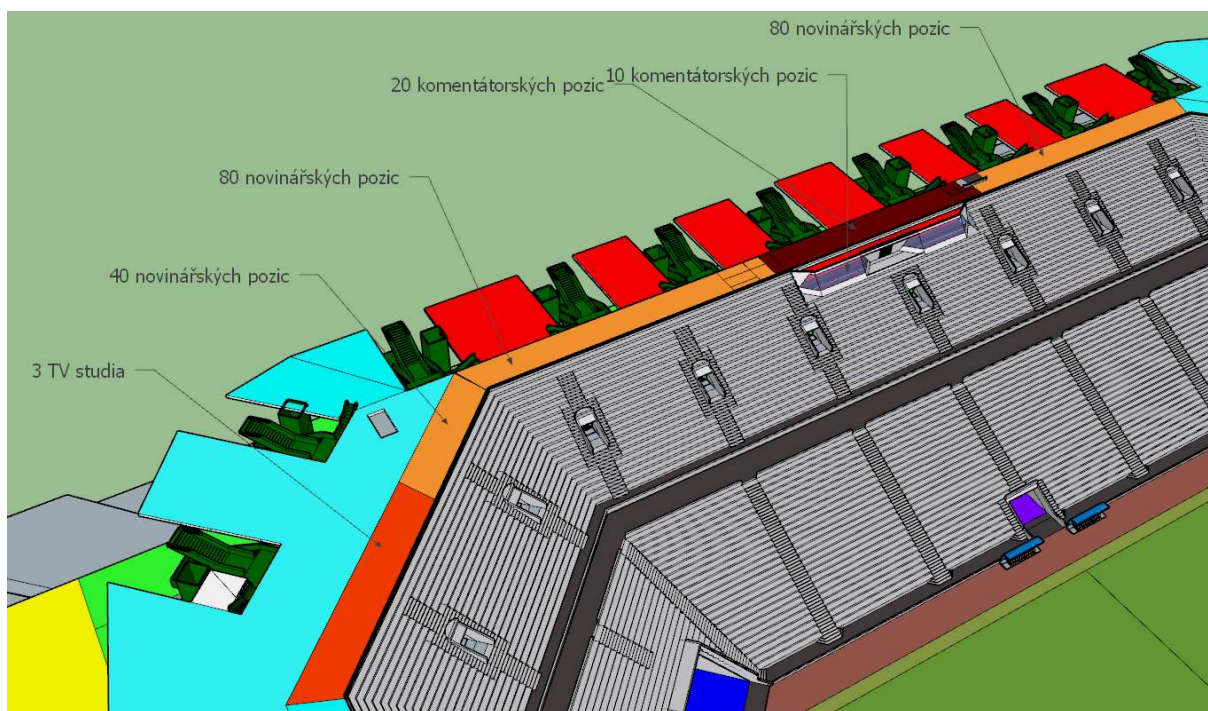 80 novinářských pozic
20 komentátorských pozic
10 komentátorských pozic
80 novinářských pozic
40 novinářských pozic
3 TV studia